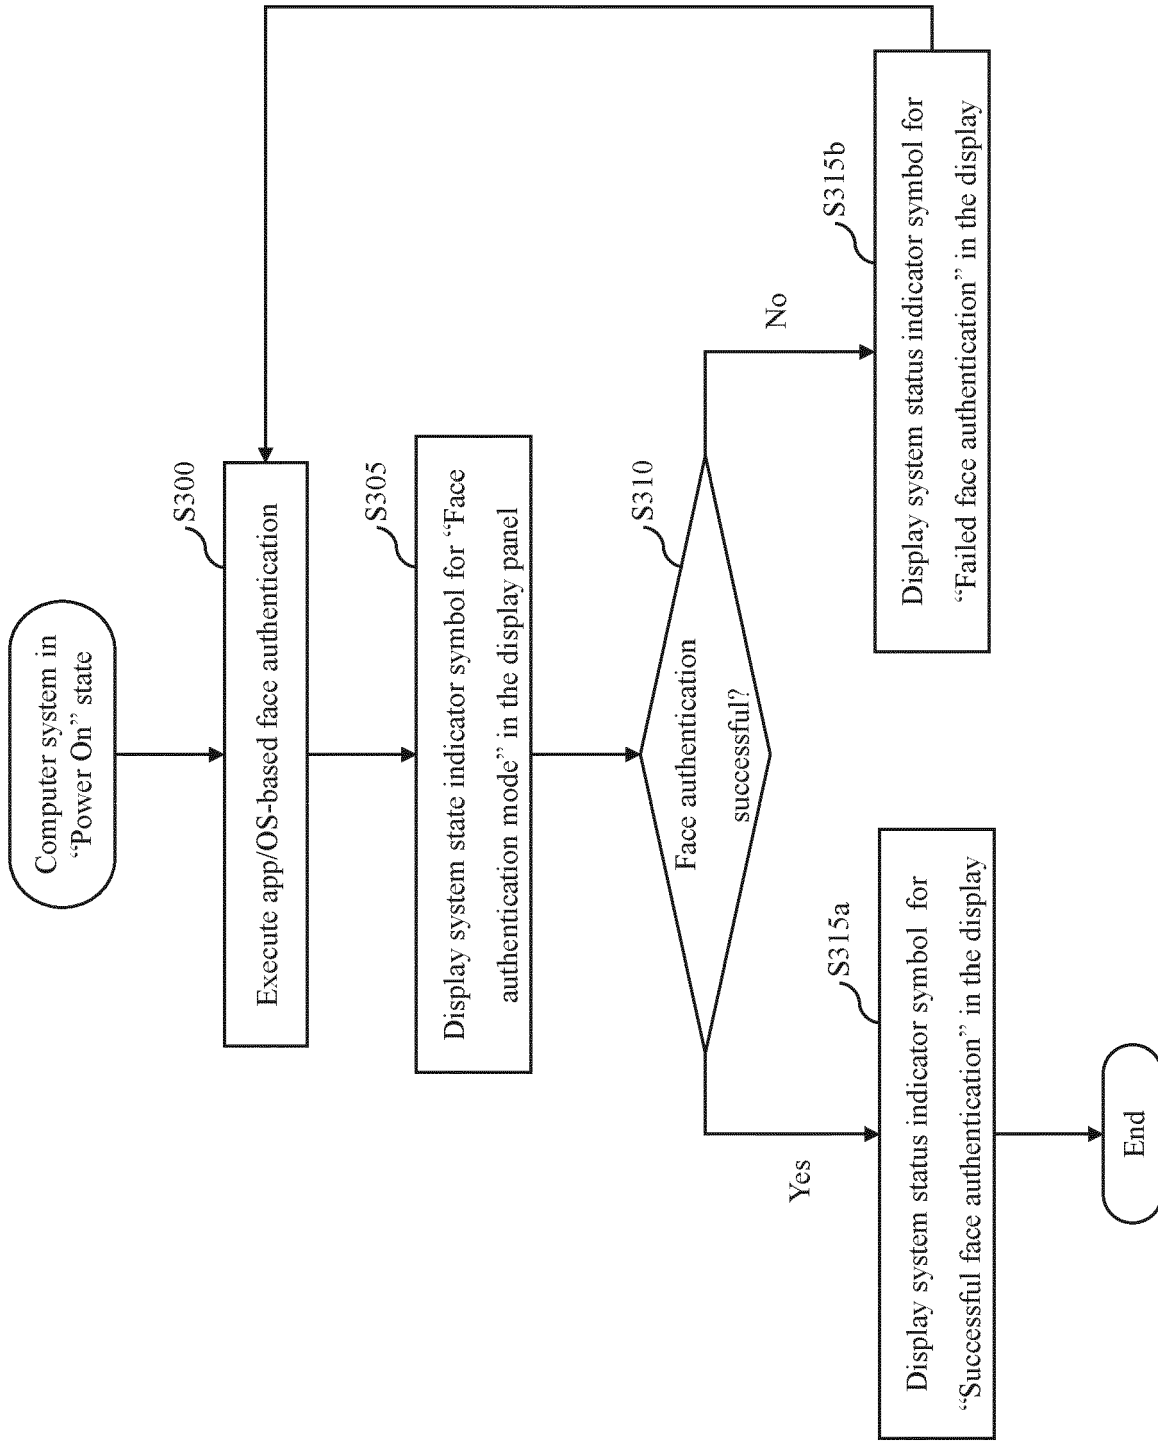 Computer system in
“Power On” state
S300
Execute app/OS-based face authentication
S305
Display system state indicator symbol for “Face
authentication mode” in the display panel
S310
Face authentication
successful?
Yes
No
S315a
Display system status indicator symbol for
“Successful face authentication” in the display
S315b
Display system status indicator symbol for
“Failed face authentication” in the display
End